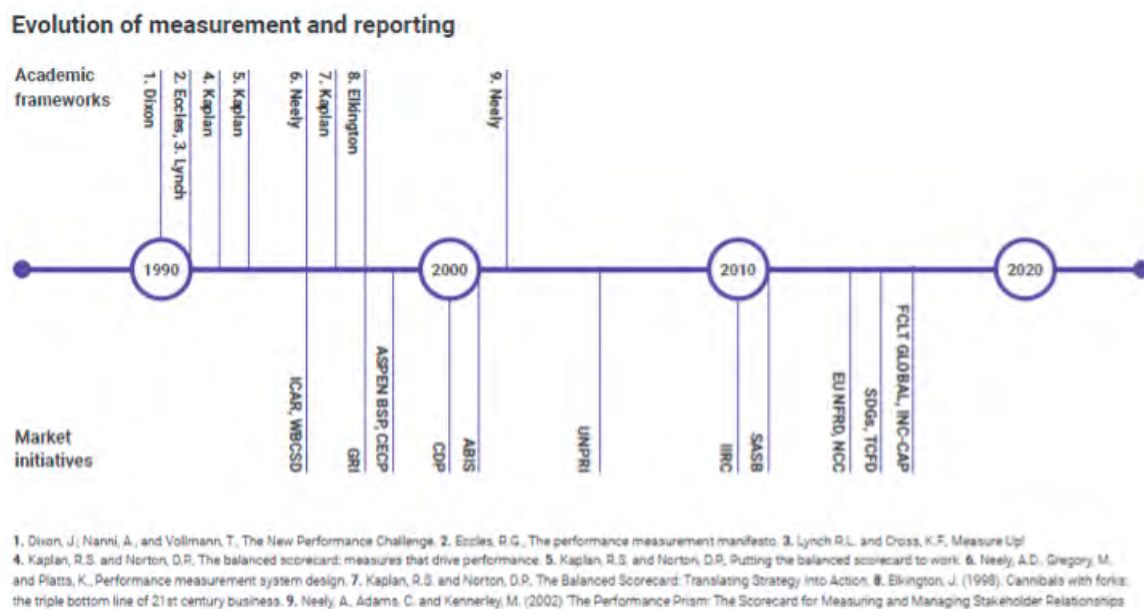 Evolution of measurement and reporting
Academic
frameworks
1. Dixon
2. Eccles, 3. Lynch
4. Kaplan
5. Kaplan
6. Neely
7. Kaplan
8. Elkington
9. Neely
1990
2000
2010
2020
Market
initiatives
ICAR, WBCSD
GRI
ASPEN BSP, CECP
CDP
ABIS
UNPRI
IIRC
SASB
EU NFRD, NCC
SDGs, TCFD
FCLT GLOBAL, INC-CAP
1. Dixon, J.; Nanni, A., and Vollmann, T., The New Performance Challenge. 2. Eccles, R.G., The performance measurement manifesto. 3. Lynch R.L. and Cross, K.F., Measure Up!
4. Kaplan, R.S. and Norton, D.P., The balanced scorecard: measures that drive performance. 5. Kaplan, R.S. and Norton, D.P., Putting the balanced scorecard to work. 6. Neely, A.D., Gregory, M.
and Platts, K., Performance measurement system design. 7. Kaplan, R.S. and Norton, D.P., The Balanced Scorecard: Translating Strategy Into Action. 8. Elkington, J. (1998). Cannibals with forks:
the triple bottom line of 21st century business. 9. Neely, A., Adams, C. and Kennerley, M. (2002) 'The Performance Prism: The Scorecard for Measuring and Managing Stakeholder Relationships